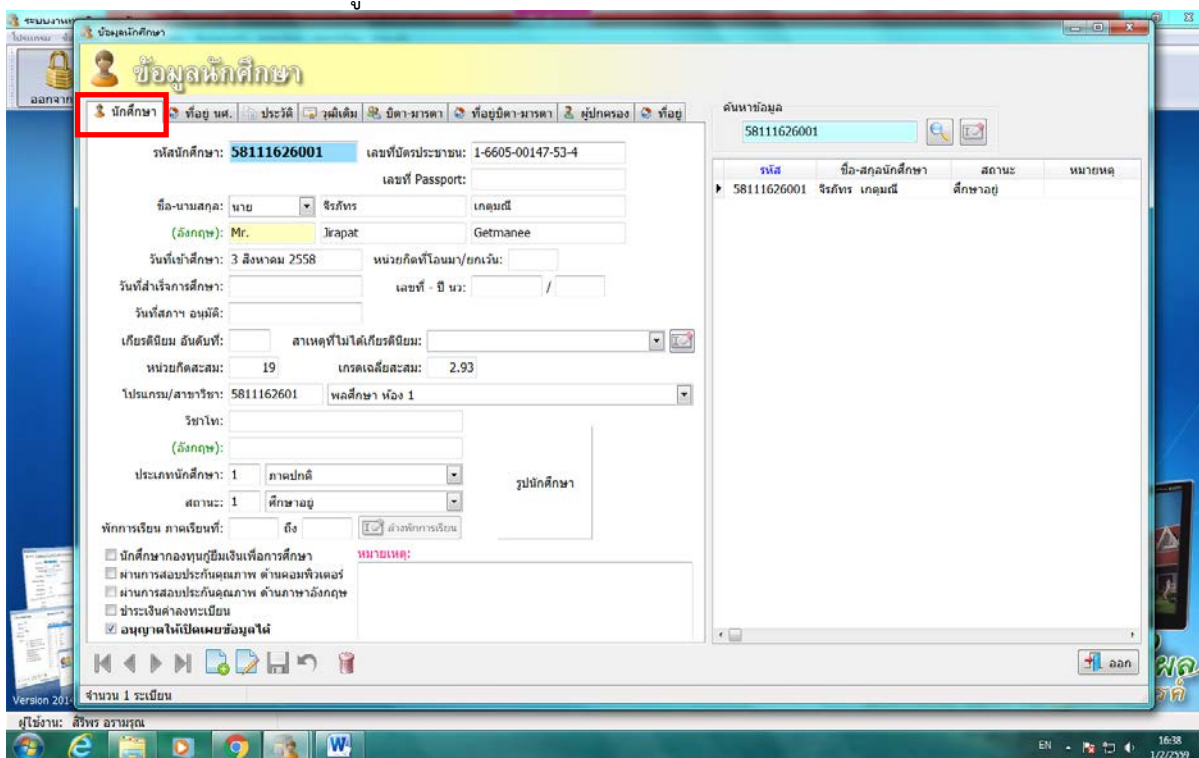 ข้อมูลนักศึกษา
ออกจาก
ข้อมูลนักศึกษา
นักศึกษา ที่อยู่ นศ. ประวัติ วุฒิเดิม บิดา-มารดา ที่อยู่บิดา-มารดา ผู้ปกครอง ที่อยู่
รหัสนักศึกษา: 58111626001 เลขที่บัตรประชาชน: 1-6605-00147-53-4
เลขที่ Passport:
ชื่อ-นามสกุล: นาย จิรภัทร เกตุมณี
(อังกฤษ): Mr. Jirapat Getmanee
วันที่เข้าศึกษา: 3 สิงหาคม 2558 หน่วยกิตที่โอนมา/ยกเว้น:
วันที่สำเร็จการศึกษา: เลขที่ - ปี นว: /
วันที่สภาฯ อนุมัติ:
เกียรตินิยม อันดับที่: สาเหตุที่ไม่ได้เกียรตินิยม:
หน่วยกิตสะสม: 19 เกรดเฉลี่ยสะสม: 2.93
โปรแกรม/สาขาวิชา: 5811162601 พลศึกษา ห้อง 1
วิชาโท:
(อังกฤษ):
ประเภทนักศึกษา: 1 ภาคปกติ
สถานะ: 1 ศึกษาอยู่
รูปนักศึกษา
พักการเรียน ภาคเรียนที่: ถึง ล้างพักการเรียน
นักศึกษากองทุนกู้ยืมเงินเพื่อการศึกษา
ผ่านการสอบประกันคุณภาพ ด้านคอมพิวเตอร์
ผ่านการสอบประกันคุณภาพ ด้านภาษาอังกฤษ
ชำระเงินค่าลงทะเบียน
อนุญาตให้เปิดเผยข้อมูลได้
หมายเหตุ:
ค้นหาข้อมูล
58111626001
รหัส ชื่อ-สกุลนักศึกษา สถานะ หมายเหตุ
58111626001 จิรภัทร เกตุมณี ศึกษาอยู่
ออก
จำนวน 1 ระเบียน
Version 201
ผู้ใช้งาน: สิริพร อรามรุณ
EN
16:38
1/2/2559